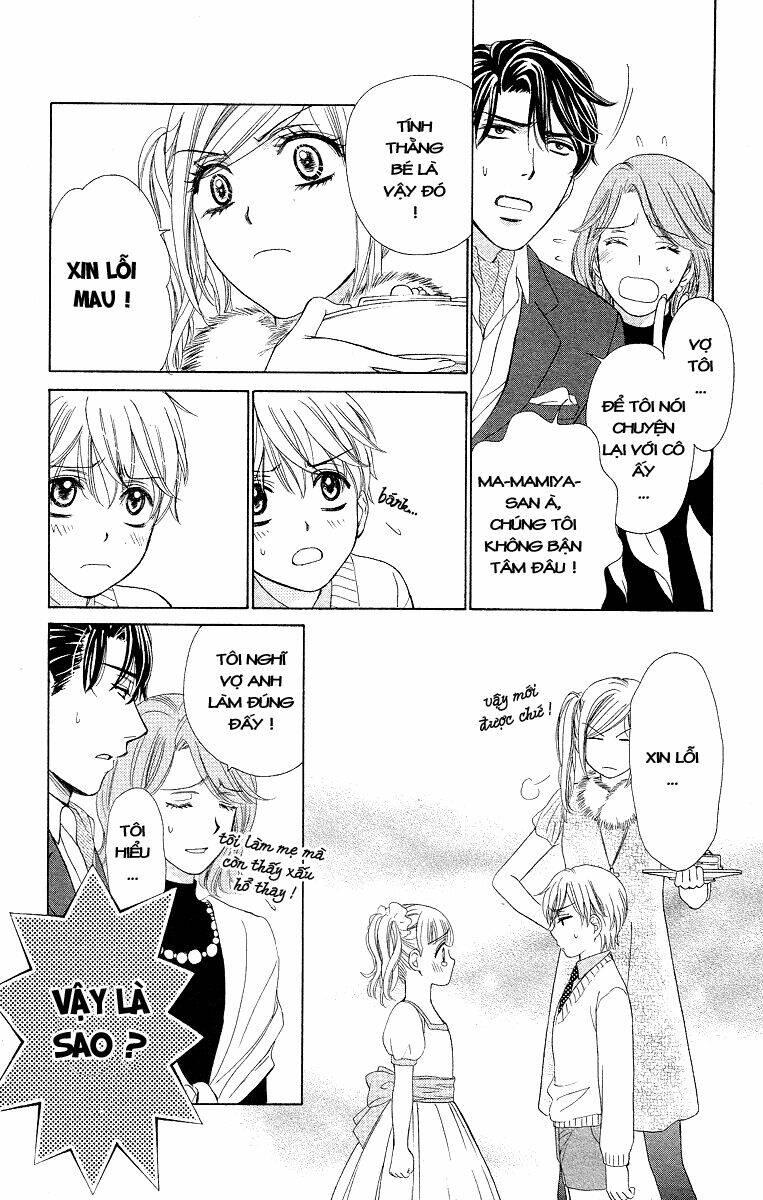 VỢ
TÔI
...
ĐỂ TÔI NÓI
CHUYỆN
LẠI VỚI CÔ
ẤY
...
MA-MAMIYA-
SAN À,
CHÚNG TÔI
KHÔNG BẬN
TÂM ĐÂU !
TÍNH
THẰNG
BÉ LÀ
VẬY ĐÓ
!
XIN LỖI
MAU !
bánh...
XIN LỖI
...
vậy mới
được chứ !
TÔI NGHĨ
VỢ ANH
LÀM ĐÚNG
ĐẤY !
TÔI
HIỂU
...
tôi làm mẹ mà
còn thấy xấu
hổ thay !
VẬY LÀ
SAO ?